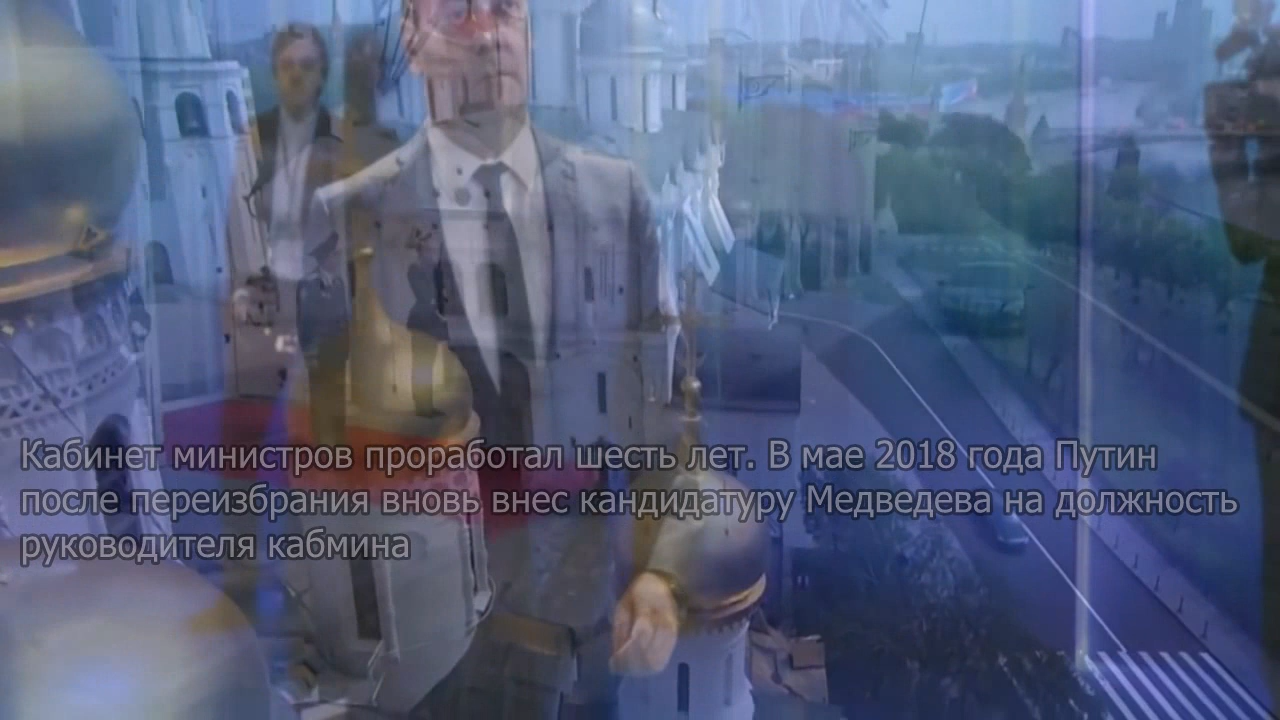 Кабинет министров проработал шесть лет. В мае 2018 года Путин
после переизбрания вновь внес кандидатуру Медведева на должность
руководителя кабмина